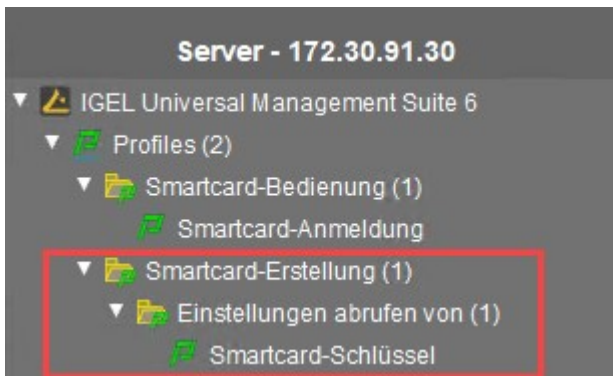 Server - 172.30.91.30
IGEL Universal Management Suite 6
Profiles (2)
Smartcard-Bedienung (1)
Smartcard-Anmeldung
Smartcard-Erstellung (1)
Einstellungen abrufen von (1)
Smartcard-Schlüssel